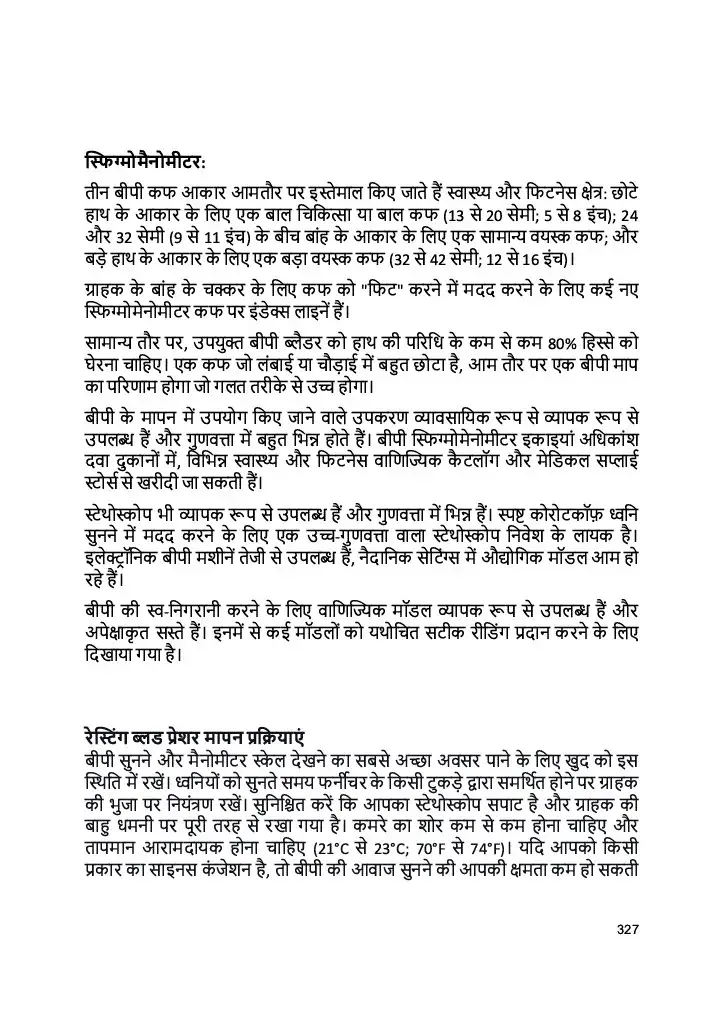 स्फिग्मोमैनोमीटर:
तीन बीपी कफ आकार आमतौर पर इस्तेमाल किए जाते हैं स्वास्थ्य और फिटनेस क्षेत्र: छोटे
हाथ के आकार के लिए एक बाल चिकित्सा या बाल कफ (13 से 20 सेमी; 5 से 8 इंच); 24
और 32 सेमी (9 से 11 इंच) के बीच बांह के आकार के लिए एक सामान्य वयस्क कफ; और
बड़े हाथ के आकार के लिए एक बड़ा वयस्क कफ (32 से 42 सेमी; 12 से 16 इंच)।
ग्राहक के बांह के चक्कर के लिए कफ को "फिट" करने में मदद करने के लिए कई नए
स्फिग्मोमेनोमीटर कफ पर इंडेक्स लाइनें हैं।
सामान्य तौर पर, उपयुक्त बीपी ब्लैडर को हाथ की परिधि के कम से कम 80% हिस्से को
घेरना चाहिए। एक कफ जो लंबाई या चौड़ाई में बहुत छोटा है, आम तौर पर एक बीपी माप
का परिणाम होगा जो गलत तरीके से उच्च होगा।
बीपी के मापन में उपयोग किए जाने वाले उपकरण व्यावसायिक रूप से व्यापक रूप से
उपलब्ध हैं और गुणवत्ता में बहुत भिन्न होते हैं। बीपी स्फिग्मोमेनोमीटर इकाइयां अधिकांश
दवा दुकानों में, विभिन्न स्वास्थ्य और फिटनेस वाणिज्यिक कैटलॉग और मेडिकल सप्लाई
स्टोर्स से खरीदी जा सकती हैं।
स्टेथोस्कोप भी व्यापक रूप से उपलब्ध हैं और गुणवत्ता में भिन्न हैं। स्पष्ट कोरोटकॉफ़ ध्वनि
सुनने में मदद करने के लिए एक उच्च-गुणवत्ता वाला स्टेथोस्कोप निवेश के लायक है।
इलेक्ट्रॉनिक बीपी मशीनें तेजी से उपलब्ध हैं, नैदानिक सेटिंग्स में औद्योगिक मॉडल आम हो
रहे हैं।
बीपी की स्व-निगरानी करने के लिए वाणिज्यिक मॉडल व्यापक रूप से उपलब्ध हैं और
अपेक्षाकृत सस्ते हैं। इनमें से कई मॉडलों को यथोचित सटीक रीडिंग प्रदान करने के लिए
दिखाया गया है।
रेस्टिंग ब्लड प्रेशर मापन प्रक्रियाएं
बीपी सुनने और मैनोमीटर स्केल देखने का सबसे अच्छा अवसर पाने के लिए खुद को इस
स्थिति में रखें। ध्वनियों को सुनते समय फर्नीचर के किसी टुकड़े द्वारा समर्थित होने पर ग्राहक
की भुजा पर नियंत्रण रखें। सुनिश्चित करें कि आपका स्टेथोस्कोप सपाट है और ग्राहक की
बाहु धमनी पर पूरी तरह से रखा गया है। कमरे का शोर कम से कम होना चाहिए और
तापमान आरामदायक होना चाहिए (21°C से 23°C; 70°F से 74°F)। यदि आपको किसी
प्रकार का साइनस कंजेशन है, तो बीपी की आवाज सुनने की आपकी क्षमता कम हो सकती
327